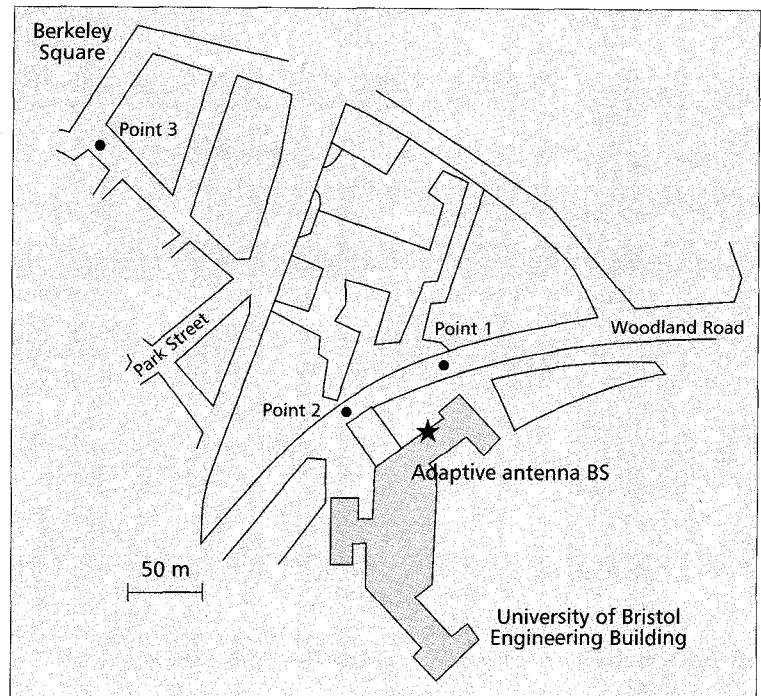 Berkeley
Square
Point 3
Park Street
Point 1
Woodland Road
Point 2
Adaptive antenna BS
50 m
University of Bristol
Engineering Building